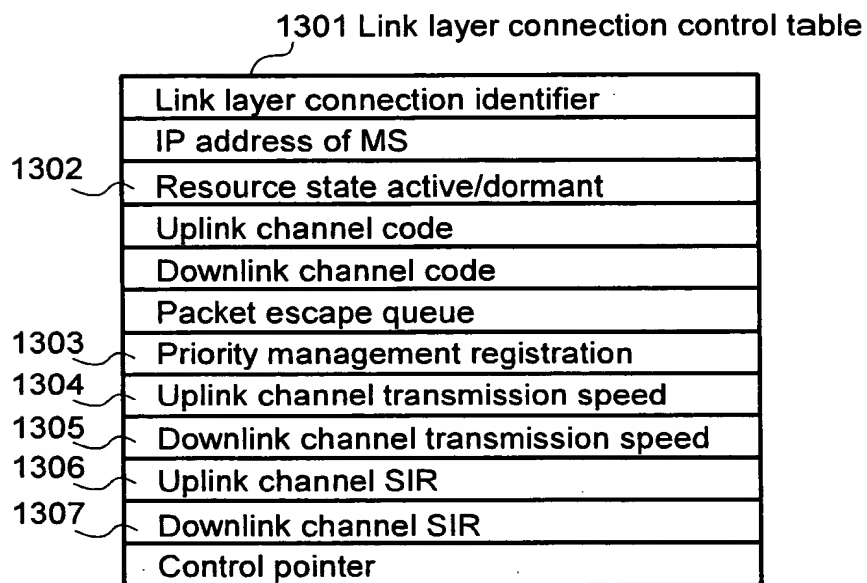 1301 Link layer connection control table
Link layer connection identifier
IP address of MS
1302 Resource state active/dormant
Uplink channel code
Downlink channel code
Packet escape queue
1303 Priority management registration
1304 Uplink channel transmission speed
1305 Downlink channel transmission speed
1306 Uplink channel SIR
1307 Downlink channel SIR
Control pointer